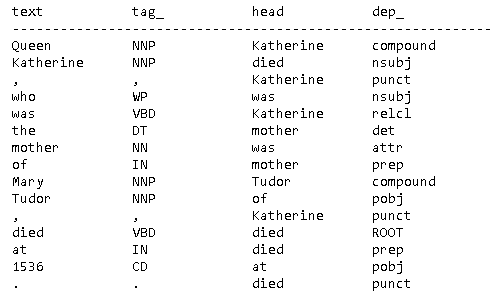 text tag_ head dep_
------------------------------------------------------------
Queen NNP Katherine compound
Katherine NNP died nsubj
, , Katherine punct
who WP was nsubj
was VBD Katherine relcl
the DT mother det
mother NN was attr
of IN mother prep
Mary NNP Tudor compound
Tudor NNP of pobj
, , Katherine punct
died VBD died ROOT
at IN died prep
1536 CD at pobj
. . died punct